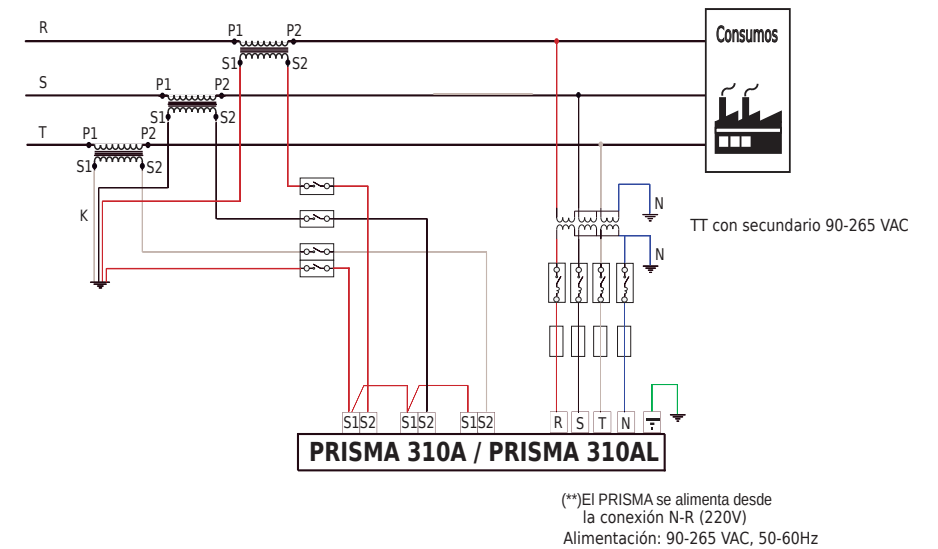 R P1 P2
Consumos
S1 S2
S P1 P2
S1 S2
T P1 P2
S1 S2
K
N
TT con secundario 90-265 VAC
N
S1 S2 S1 S2 S1 S2 R S T N
PRISMA 310A / PRISMA 310AL
(**)El PRISMA se alimenta desde
la conexión N-R (220V)
Alimentación: 90-265 VAC, 50-60Hz